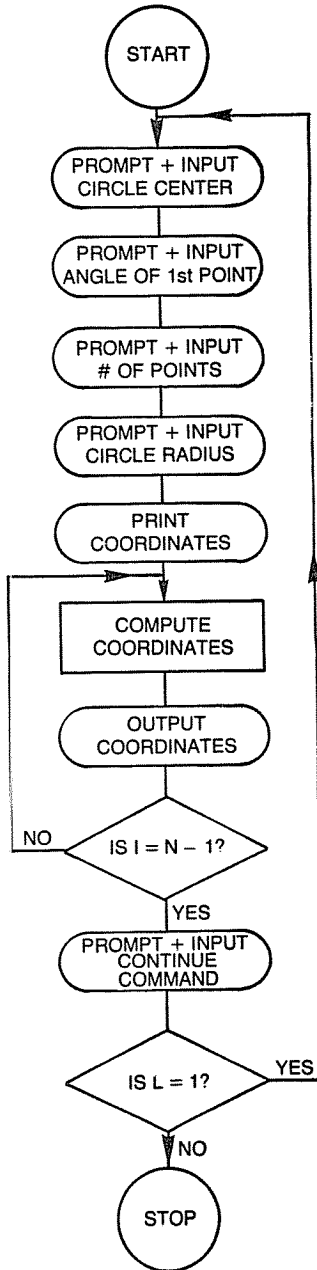 START
PROMPT + INPUT
CIRCLE CENTER
PROMPT + INPUT
ANGLE OF 1st POINT
PROMPT + INPUT
# OF POINTS
PROMPT + INPUT
CIRCLE RADIUS
PRINT
COORDINATES
COMPUTE
COORDINATES
OUTPUT
COORDINATES
NO
IS I = N – 1?
YES
PROMPT + INPUT
CONTINUE
COMMAND
IS L = 1?
YES
NO
STOP